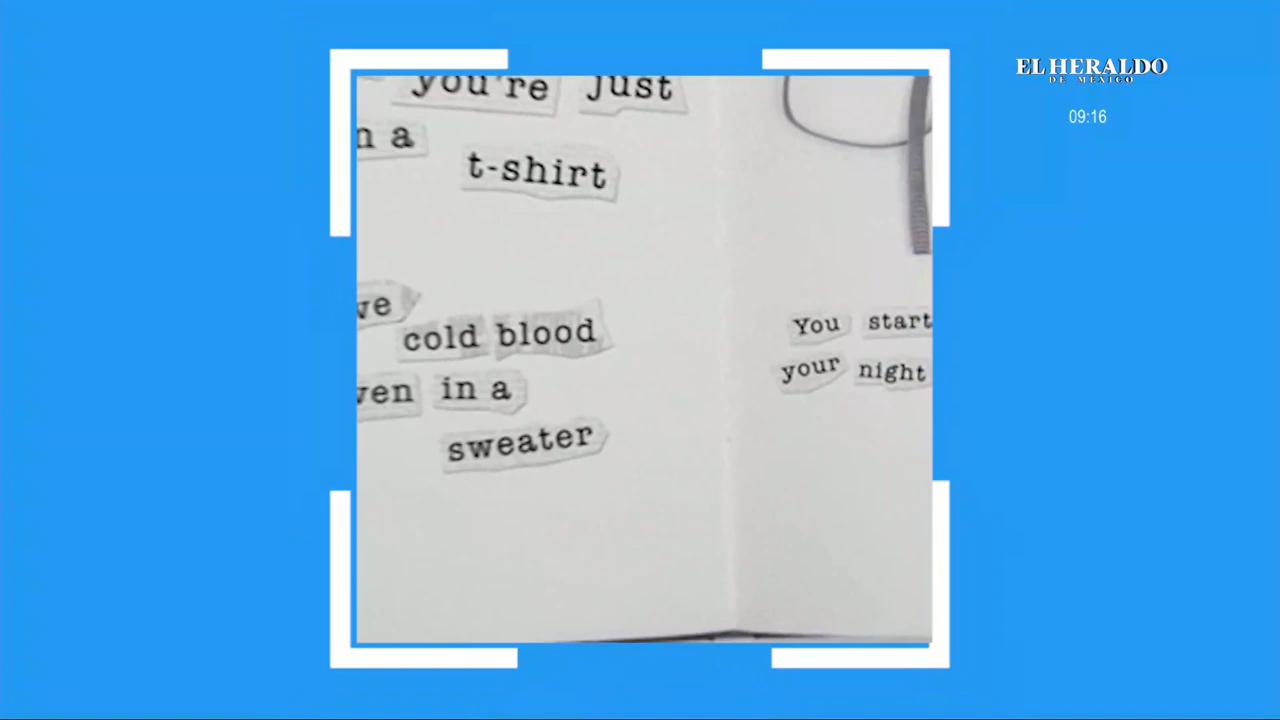 you're just
n a
t-shirt
ve
cold blood
ven in a
sweater
You start
your night
EL HERALDO
DE MÉXICO
09:16